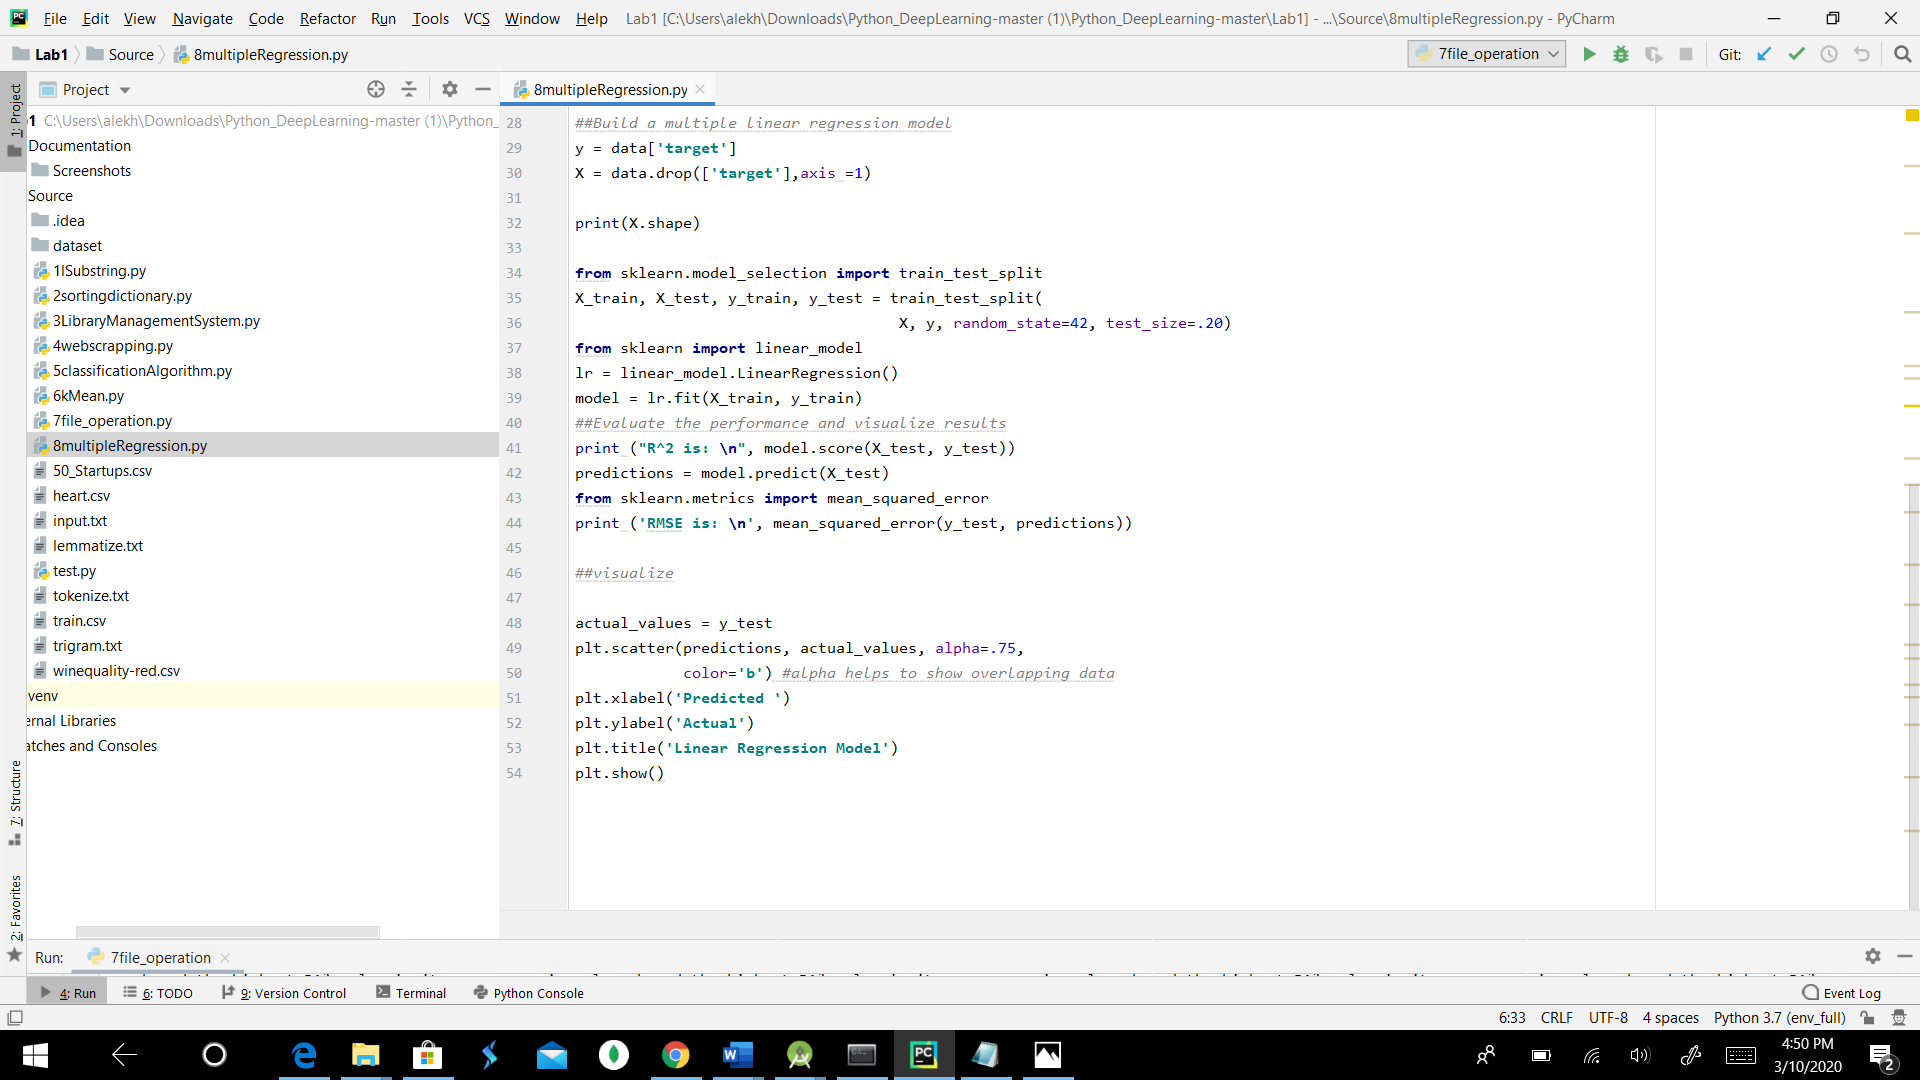 File Edit View Navigate Code Refactor Run Tools VCS Window Help Lab1 [C:\Users\alekh\Downloads\Python_DeepLearning-master (1)\Python_DeepLearning-master\Lab1] - ...\Source\8multipleRegression.py - PyCharm
Lab1 Source 8multipleRegression.py 7file_operation Git:
Project 8multipleRegression.py
1: Project
C:\Users\alekh\Downloads\Python_DeepLearning-master (1)\Python_
Documentation
Screenshots
Source
.idea
dataset
1lSubstring.py
2sortingdictionary.py
3LibraryManagementSystem.py
4webscrapping.py
5classificationAlgorithm.py
6kMean.py
7file_operation.py
8multipleRegression.py
50_Startups.csv
heart.csv
input.txt
lemmatize.txt
test.py
tokenize.txt
train.csv
trigram.txt
winequality-red.csv
venv
ernal Libraries
atches and Consoles
7: Structure
2: Favorites
28 ##Build a multiple linear regression model
29 y = data['target']
30 X = data.drop(['target'],axis =1)
31
32 print(X.shape)
33
34 from sklearn.model_selection import train_test_split
35 X_train, X_test, y_train, y_test = train_test_split(
36 X, y, random_state=42, test_size=.20)
37 from sklearn import linear_model
38 lr = linear_model.LinearRegression()
39 model = lr.fit(X_train, y_train)
40 ##Evaluate the performance and visualize results
41 print ("R^2 is: \n", model.score(X_test, y_test))
42 predictions = model.predict(X_test)
43 from sklearn.metrics import mean_squared_error
44 print ('RMSE is: \n', mean_squared_error(y_test, predictions))
45
46 ##visualize
47
48 actual_values = y_test
49 plt.scatter(predictions, actual_values, alpha=.75,
50 color='b') #alpha helps to show overlapping data
51 plt.xlabel('Predicted ')
52 plt.ylabel('Actual')
53 plt.title('Linear Regression Model')
54 plt.show()
Run: 7file_operation
4: Run 6: TODO 9: Version Control Terminal Python Console Event Log
6:33 CRLF UTF-8 4 spaces Python 3.7 (env_full)
4:50 PM
3/10/2020
2